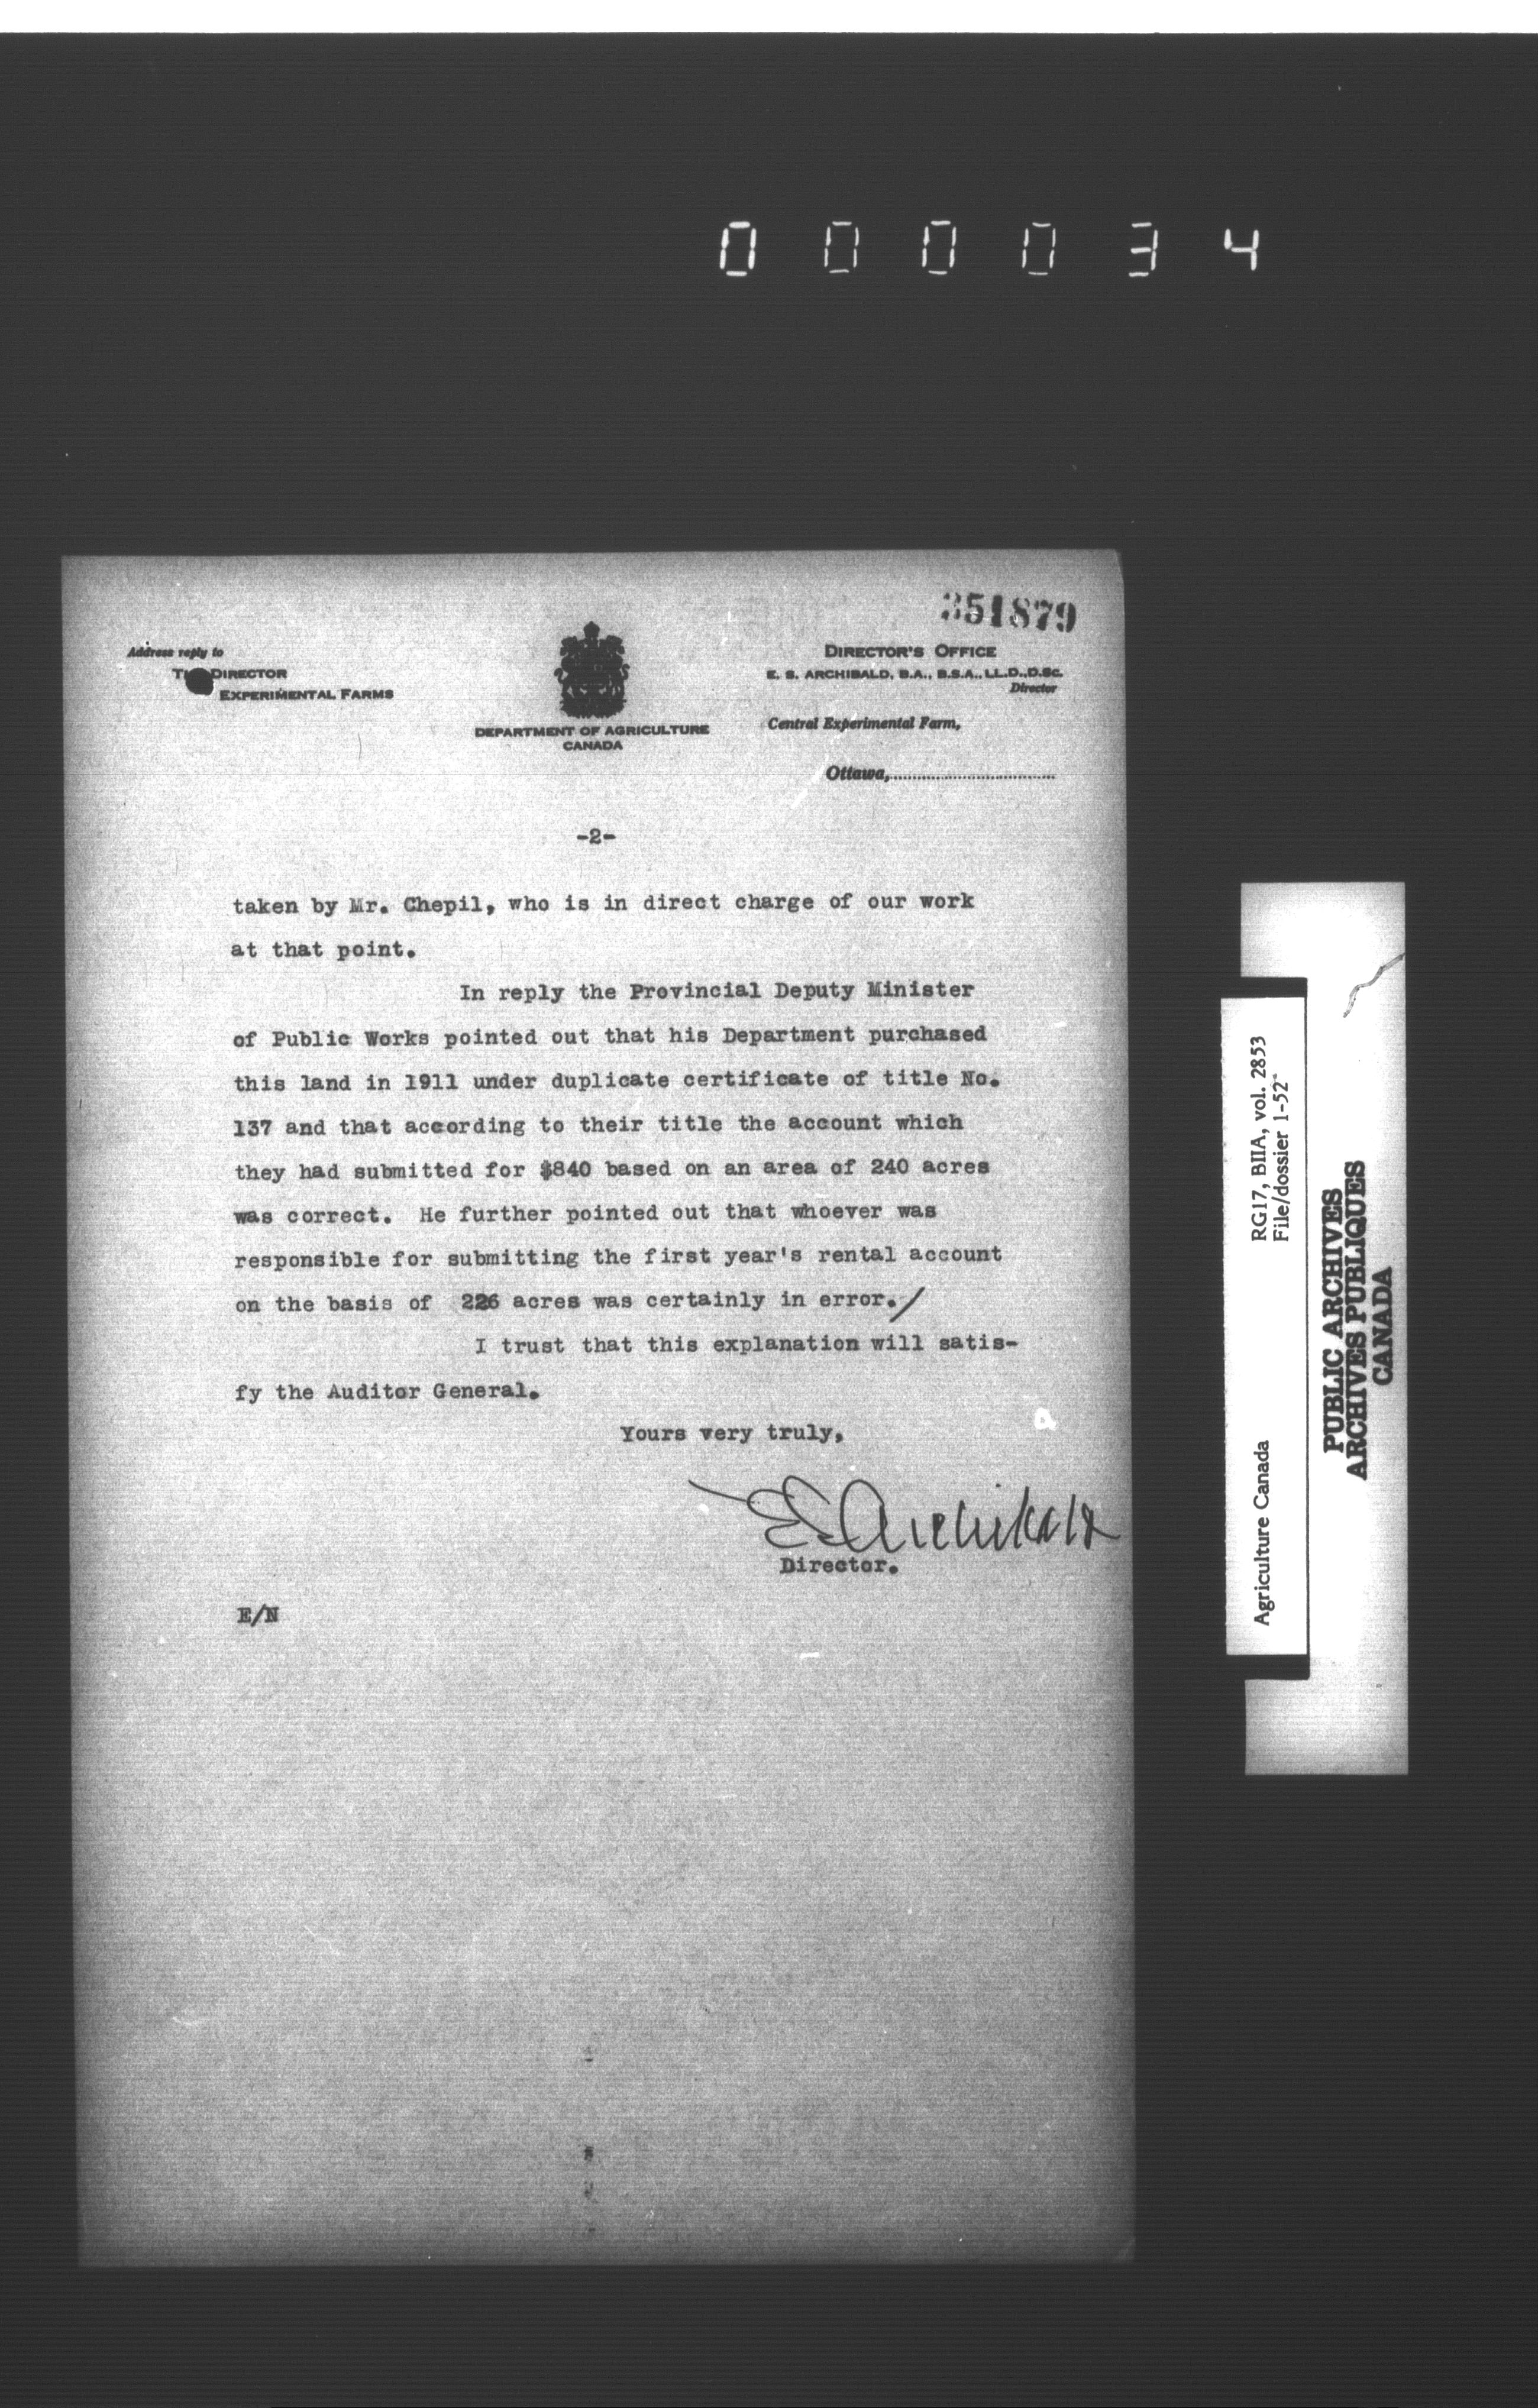 0 0 0 0 3 4
351879
Address reply to
THE DIRECTOR
EXPERIMENTAL FARMS
DEPARTMENT OF AGRICULTURE
CANADA
DIRECTOR'S OFFICE
E. S. ARCHIBALD, B.A., B.S.A., LL.D., D.Sc.
Director
Central Experimental Farm,
Ottawa,
-2-
taken by Mr. Chepil, who is in direct charge of our work
at that point.
In reply the Provincial Deputy Minister
of Public Works pointed out that his Department purchased
this land in 1911 under duplicate certificate of title No.
137 and that according to their title the account which
they had submitted for $840 based on an area of 240 acres
was correct. He further pointed out that whoever was
responsible for submitting the first year's rental account
on the basis of 226 acres was certainly in error./
I trust that this explanation will satis-
fy the Auditor General.
Yours very truly,
E S Archibald
Director.
E/N
RG17, BIIA, vol. 2853
File/dossier 1-52
Agriculture Canada
PUBLIC ARCHIVES
ARCHIVES PUBLIQUES
CANADA